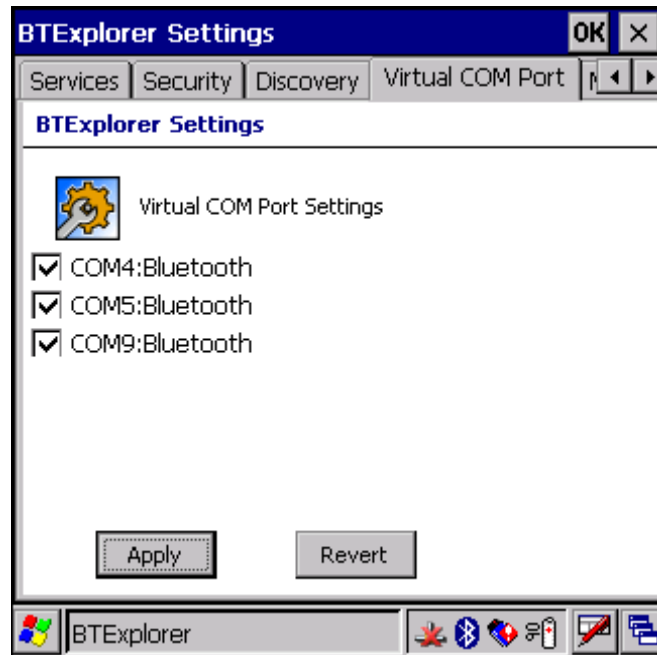 BTExplorer Settings OK
Services Security Discovery Virtual COM Port
BTExplorer Settings
Virtual COM Port Settings
COM4:Bluetooth
COM5:Bluetooth
COM9:Bluetooth
Apply Revert
BTExplorer